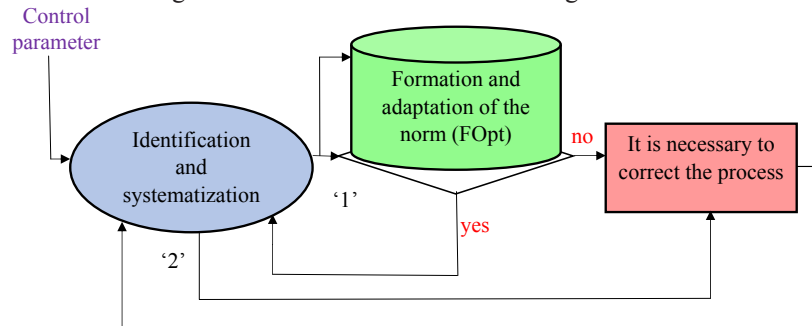 Control
parameter
Formation and
adaptation of the
norm (FOpt)
Identification
and
systematization
no
It is necessary to
correct the process
‘1’
yes
‘2’